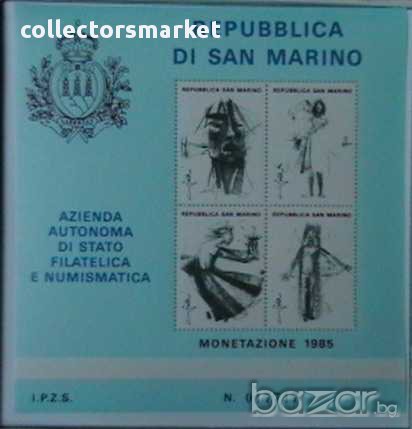 collectorsmarket
REPUBBLICA
DI SAN MARINO
REPUBBLICA SAN MARINO
REPUBBLICA SAN MARINO
REPUBBLICA SAN MARINO
REPUBBLICA SAN MARINO
AZIENDA
AUTONOMA
DI STATO
FILATELICA
E NUMISMATICA
MONETAZIONE 1985
I.P.Z.S.
N.
bazar.bg